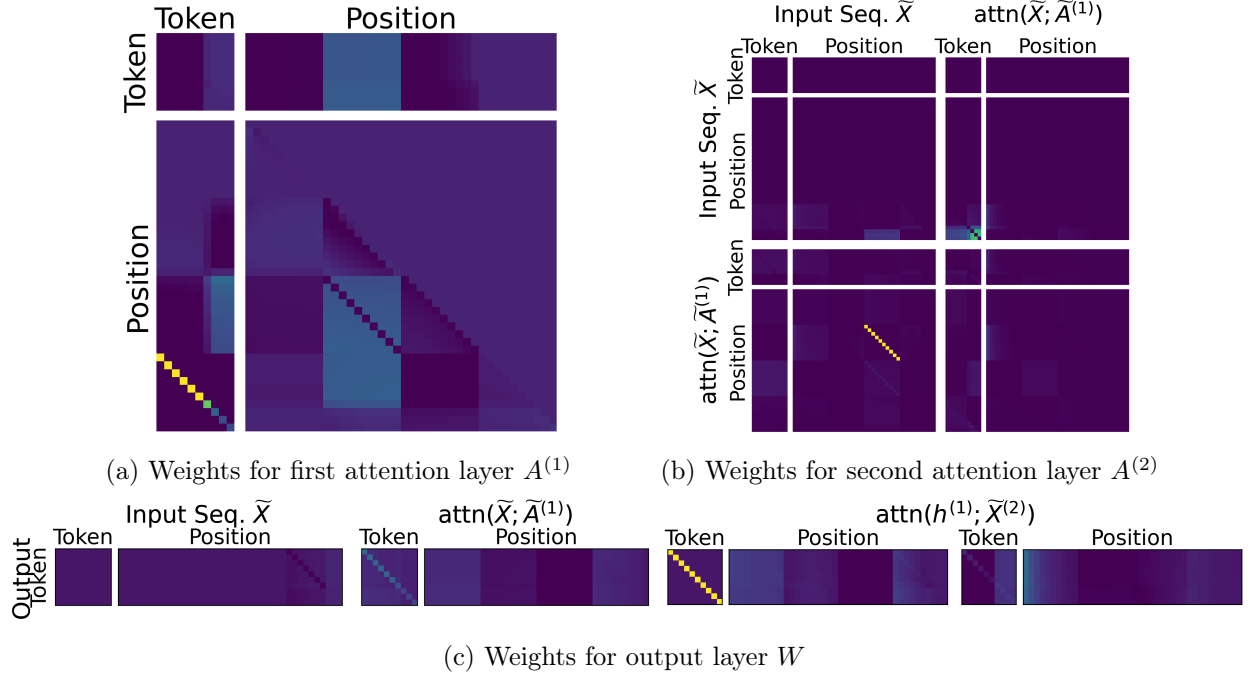 Token Position
Token
Position
(a) Weights for first attention layer A^{(1)}
Input Seq. X̃ attn(X̃; Ã^{(1)})
Token Position Token Position
Input Seq. X̃
Token
Position
attn(X̃; Ã^{(1)})
Token
Position
(b) Weights for second attention layer A^{(2)}
Input Seq. X̃ attn(X̃; Ã^{(1)}) attn(h^{(1)}; X̃^{(2)})
Token Position Token Position Token Position Token Position
Output
Token
(c) Weights for output layer W